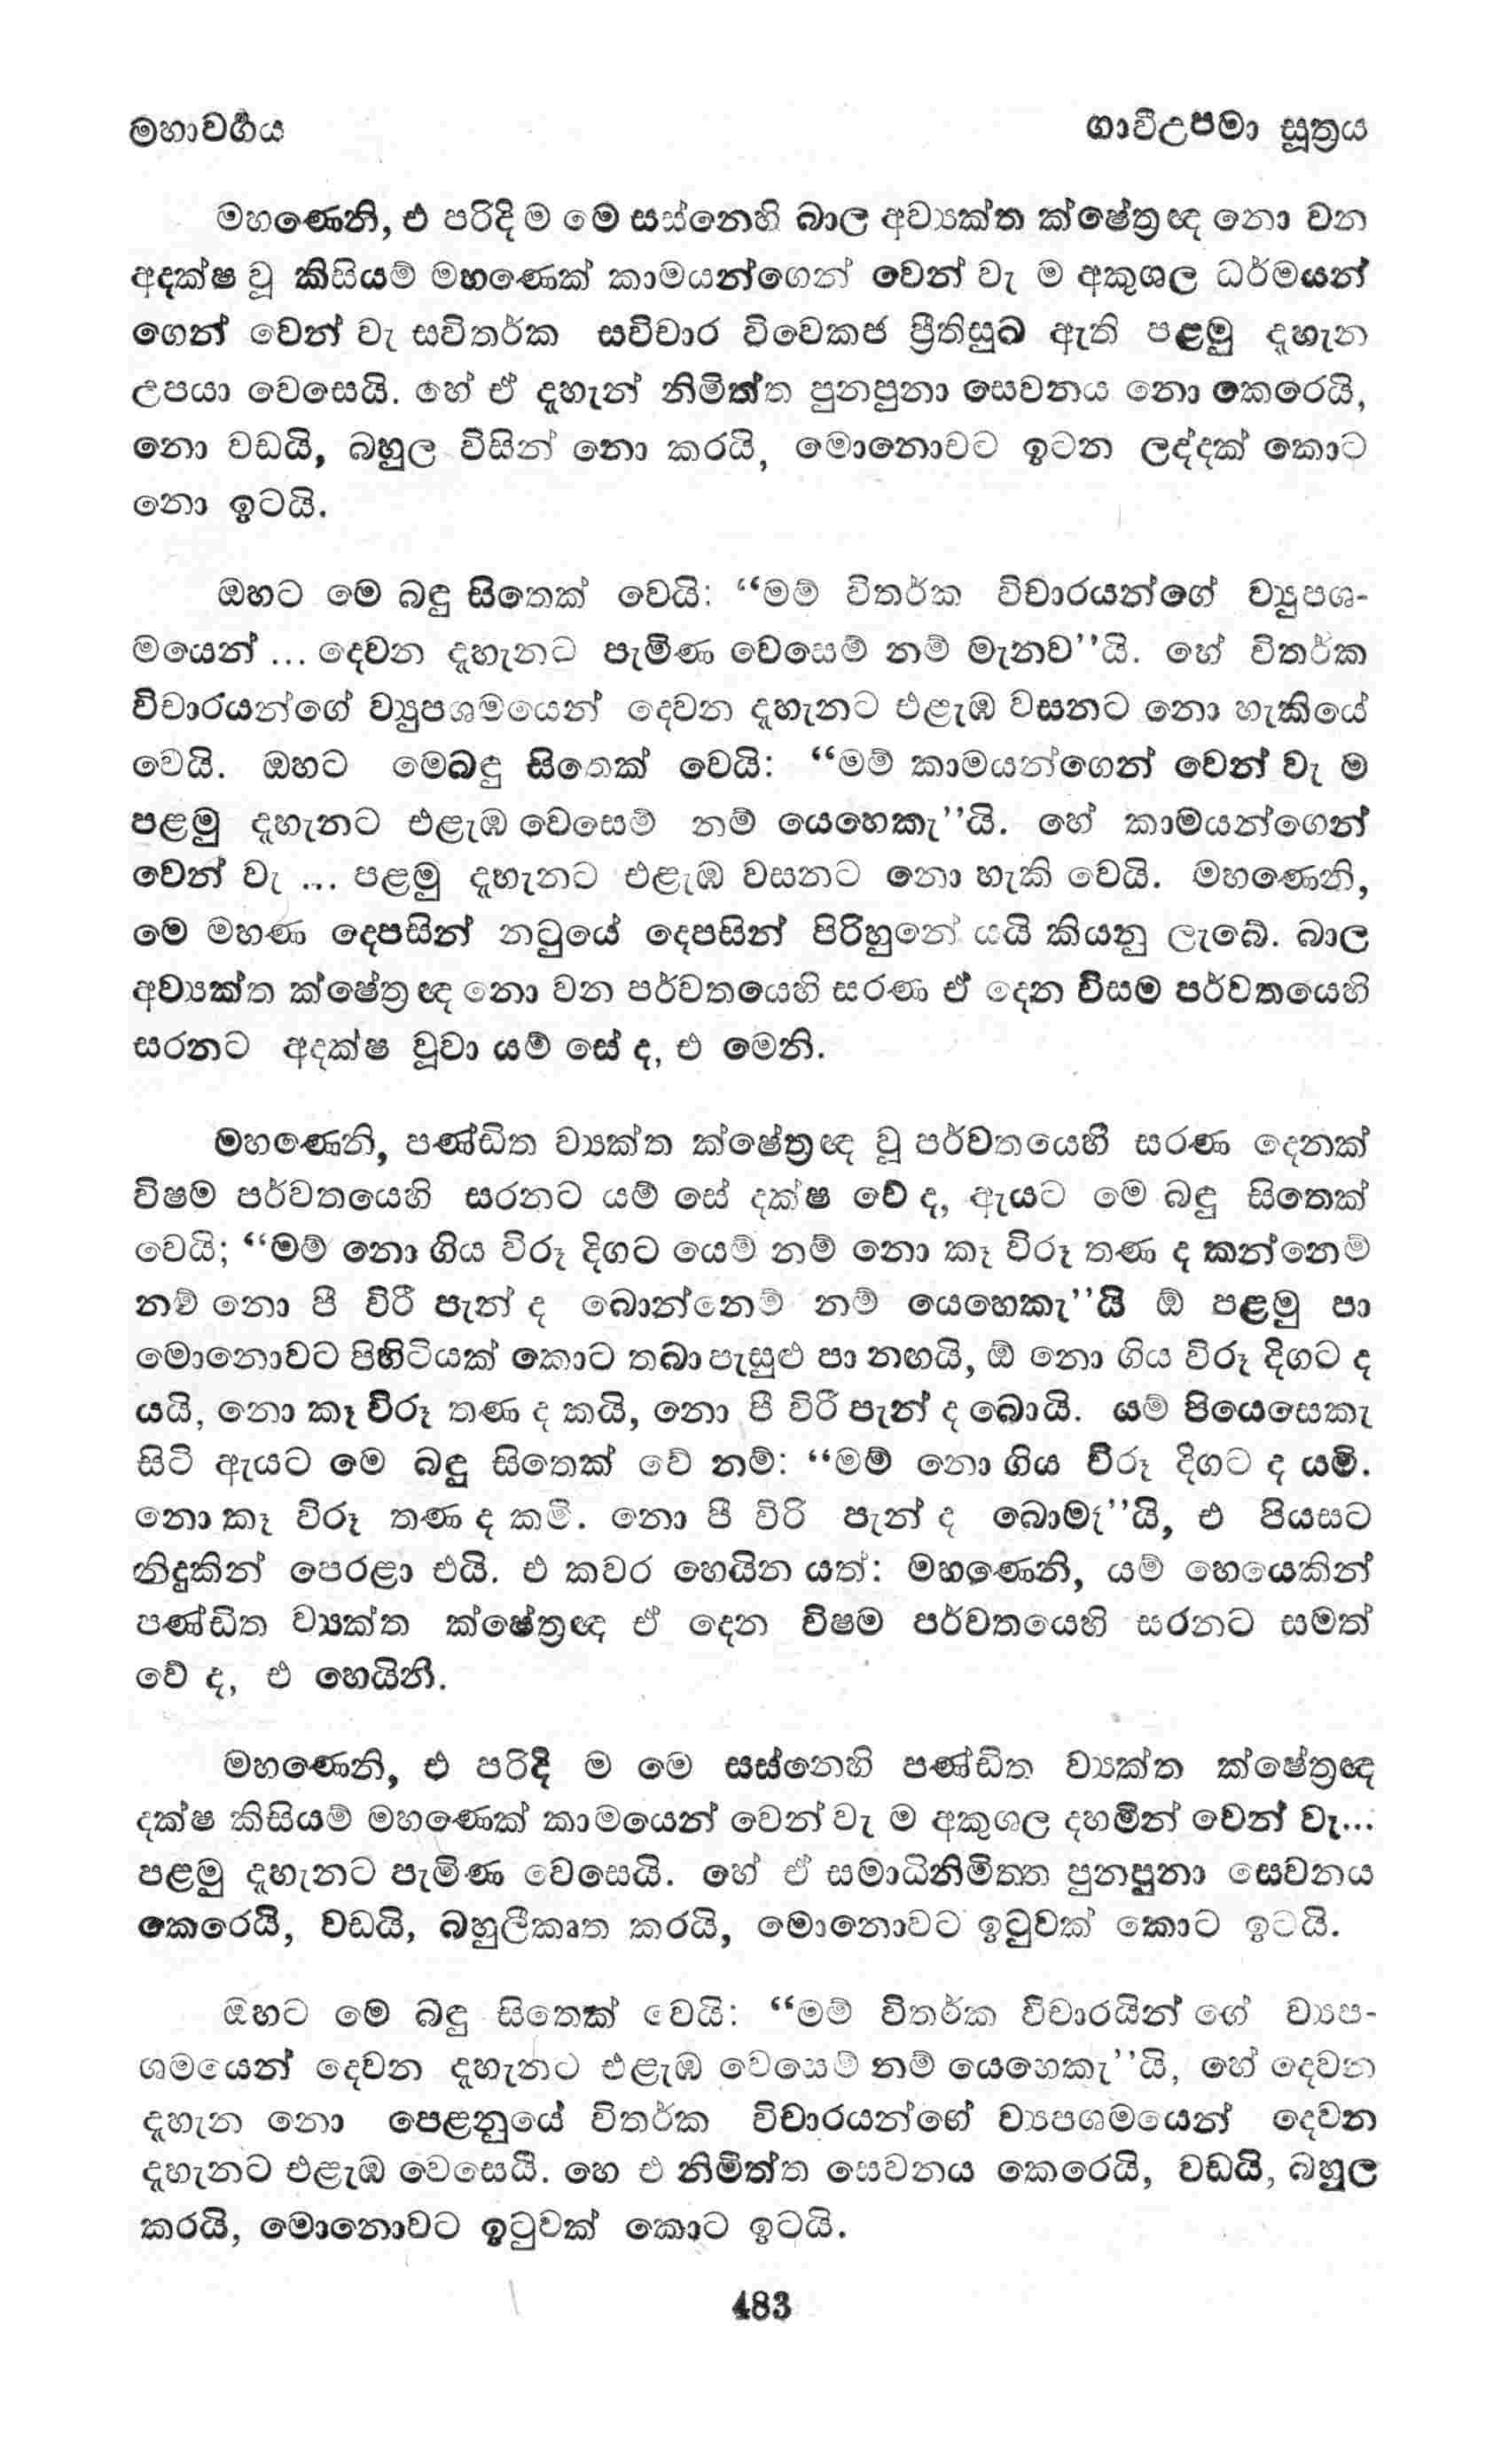 මහාවර්‍ගය
ගාවීඋපමා සූත්‍රය
මහණෙනි, එ පරිදි ම මෙ සස්නෙහි බාල අව්‍යක්ත ක්ෂේත්‍රඥ නො වන
අදක්ෂ වූ කිසියම් මහණෙක් කාමයන්ගෙන් වෙන් වැ ම අකුශල ධර්මයන්
ගෙන් වෙන් වැ සවිතර්ක සවිචාර විවෙකජ ප්‍රීතිසුඛ ඇති පළමු දැහැන
උපයා වෙසෙයි. හේ ඒ දැහැන් නිමිත්ත පුනපුනා සෙවනය නො කෙරෙයි,
නො වඩයි, බහුල විසින් නො කරයි, මොනොවට ඉටන ලද්දක් කොට
නො ඉටයි.
ඔහට මෙ බඳු සිතෙක් වෙයි: “මම් විතර්ක විචාරයන්ගේ ව්‍යුපශ-
මයෙන් ... දෙවන දැහැනට පැමිණ වෙසෙම් නම් මැනව’’යි. හේ විතර්ක
විචාරයන්ගේ ව්‍යුපශමයෙන් දෙවන දැහැනට එළැඹ වසනට නො හැකියේ
වෙයි. ඔහට මෙබඳු සිතෙක් වෙයි: “මම් කාමයන්ගෙන් වෙන් වැ ම
පළමු දැහැනට එළැඹ වෙසෙම් නම් යෙහෙකැ’’යි. හේ කාමයන්ගෙන්
වෙන් වැ ... පළමු දැහැනට එළැඹ වසනට නො හැකි වෙයි. මහණෙනි,
මෙ මහණ දෙපසින් නටුයේ දෙපසින් පිරිහුනේ යයි කියනු ලැබේ. බාල
අව්‍යක්ත ක්ෂේත්‍රඥ නො වන පර්වතයෙහි සරණ ඒ දෙන විසම පර්වතයෙහි
සරනට අදක්ෂ වූවා යම් සේ ද, එ මෙනි.
මහණෙනි, පණ්ඩිත ව්‍යක්ත ක්ෂේත්‍රඥ වූ පර්වතයෙහි සරණ දෙනක්
විෂම පර්වතයෙහි සරනට යම් සේ දක්ෂ වේ ද, ඇයට මෙ බඳු සිතෙක්
වෙයි; “මම් නො ගිය විරූ දිගට යෙම් නම් නො කෑ විරූ තණ ද කන්නෙම්
නම් නො පී විරී පැන් ද බොන්නෙම් නම් යෙහෙකැ’’යි ඕ පළමු පා
මොනොවට පිහිටියක් කොට තබා පැසුළු පා නඟයි, ඕ නො ගිය විරූ දිගට ද
යයි, නො කෑ විරූ තණ ද කයි, නො පී විරී පැන් ද බොයි. යම් පියෙසෙකැ
සිටි ඇයට මෙ බඳු සිතෙක් වේ නම්: “මම් නො ගිය විරූ දිගට ද යමි.
නො කෑ විරූ තණ ද කමි. නො පී විරි පැන් ද බොමැ’’යි, එ පියසට
නිදුකින් පෙරළා එයි. එ කවර හෙයින යත්: මහණෙනි, යම් හෙයෙකින්
පණ්ඩිත ව්‍යක්ත ක්ෂේත්‍රඥ ඒ දෙන විෂම පර්වතයෙහි සරනට සමත්
වේ ද, එ හෙයිනි.
මහණෙනි, එ පරිදි ම මෙ සස්නෙහි පණ්ඩිත ව්‍යක්ත ක්ෂේත්‍රඥ
දක්ෂ කිසියම් මහණෙක් කාමයෙන් වෙන් වැ ම අකුශල දහමින් වෙන් වැ...
පළමු දැහැනට පැමිණ වෙසෙයි. හේ ඒ සමාධිනිමිත්ත පුනපුනා සෙවනය
කෙරෙයි, වඩයි, බහුලීකෘත කරයි, මොනොවට ඉටුවක් කොට ඉටයි.
ඔහට මෙ බඳු සිතෙක් වෙයි: “මම් විතර්ක විචාරයින් ගේ ව්‍යප-
ශමයෙන් දෙවන දැහැනට එළැඹ වෙසෙම් නම් යෙහෙකැ’’යි, හේ දෙවන
දැහැන නො පෙළනුයේ විතර්ක විචාරයන්ගේ ව්‍යපශමයෙන් දෙවන
දැහැනට එළැඹ වෙසෙයි. හෙ එ නිමිත්ත සෙවනය කෙරෙයි, වඩයි, බහුල
කරයි, මොනොවට ඉටුවක් කොට ඉටයි.
483